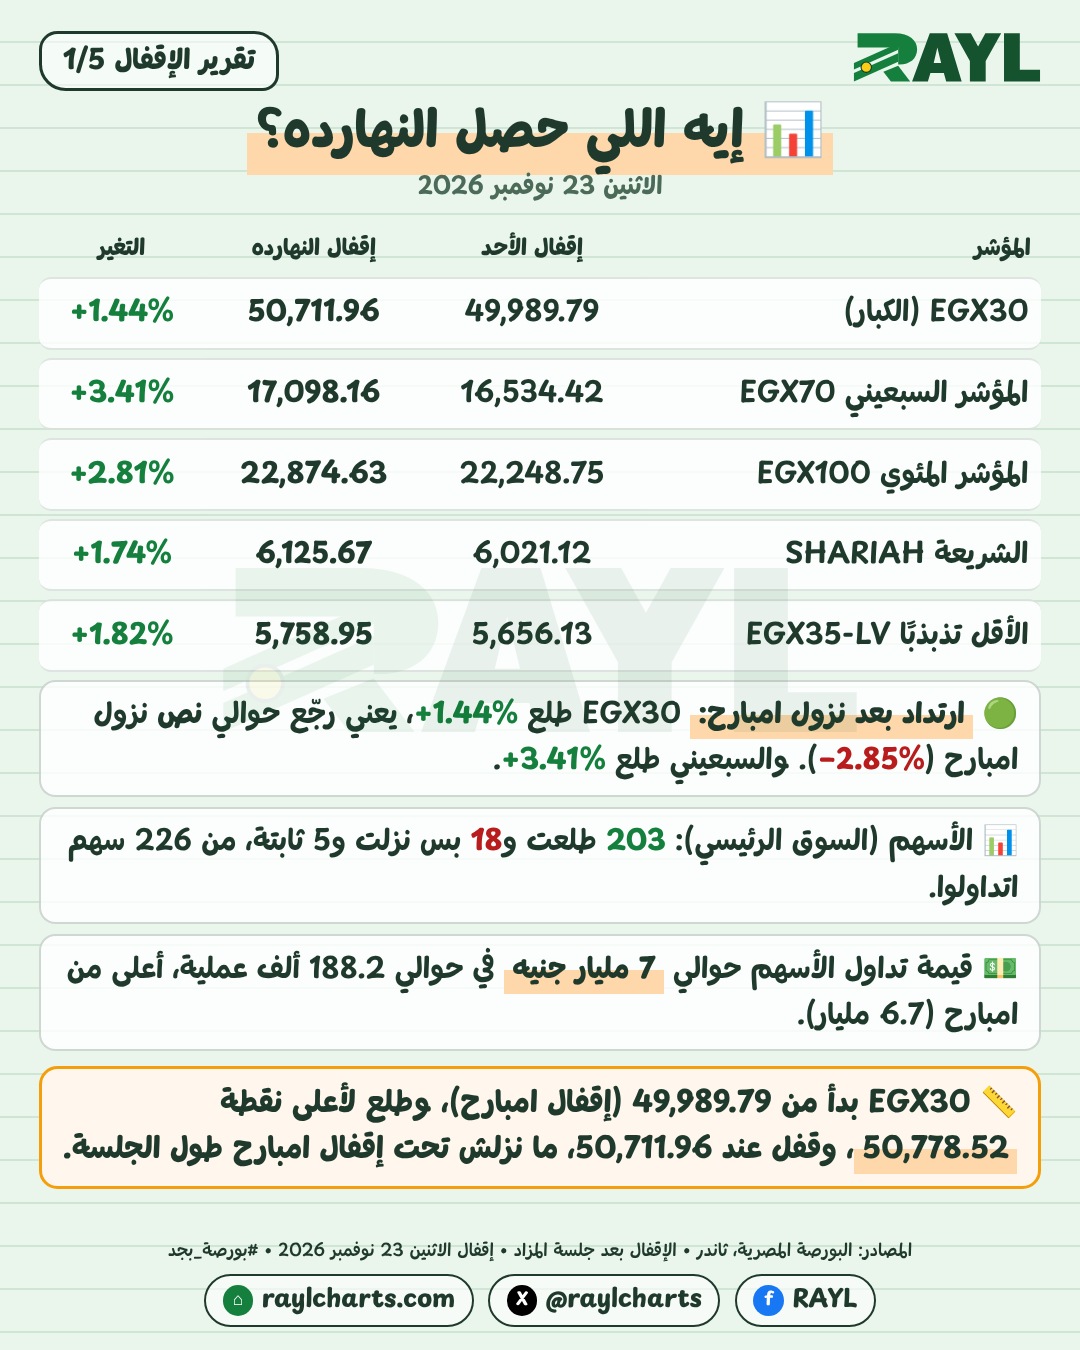 RAYL
تقرير الإقفال 1/5
📊 إيه اللي حصل النهارده؟
الاثنين 23 نوفمبر 2026
المؤشر إقفال الأحد إقفال النهارده التغير
EGX30 (الكبار) 49,989.79 50,711.96 +1.44%
المؤشر السبعيني EGX70 16,534.42 17,098.16 +3.41%
المؤشر المئوي EGX100 22,248.75 22,874.63 +2.81%
الشريعة SHARIAH 6,021.12 6,125.67 +1.74%
الأقل تذبذبًا EGX35-LV 5,656.13 5,758.95 +1.82%
🟢 ارتداد بعد نزول امبارح: EGX30 طلع +1.44%، يعني رجّع حوالي نص نزول
امبارح (−2.85%). والسبعيني طلع +3.41%.
📊 الأسهم (السوق الرئيسي): 203 طلعت و18 بس نزلت و5 ثابتة، من 226 سهم
اتداولوا.
💵 قيمة تداول الأسهم حوالي 7 مليار جنيه في حوالي 188.2 ألف عملية، أعلى من
امبارح (6.7 مليار).
📏 EGX30 بدأ من 49,989.79 (إقفال امبارح)، وطلع لأعلى نقطة
50,778.52، وقفل عند 50,711.96، ما نزلش تحت إقفال امبارح طول الجلسة.
المصادر: البورصة المصرية، ثاندر • الإقفال بعد جلسة المزاد • إقفال الاثنين 23 نوفمبر 2026 • #بورصة_بجد
RAYL @raylcharts raylcharts.com